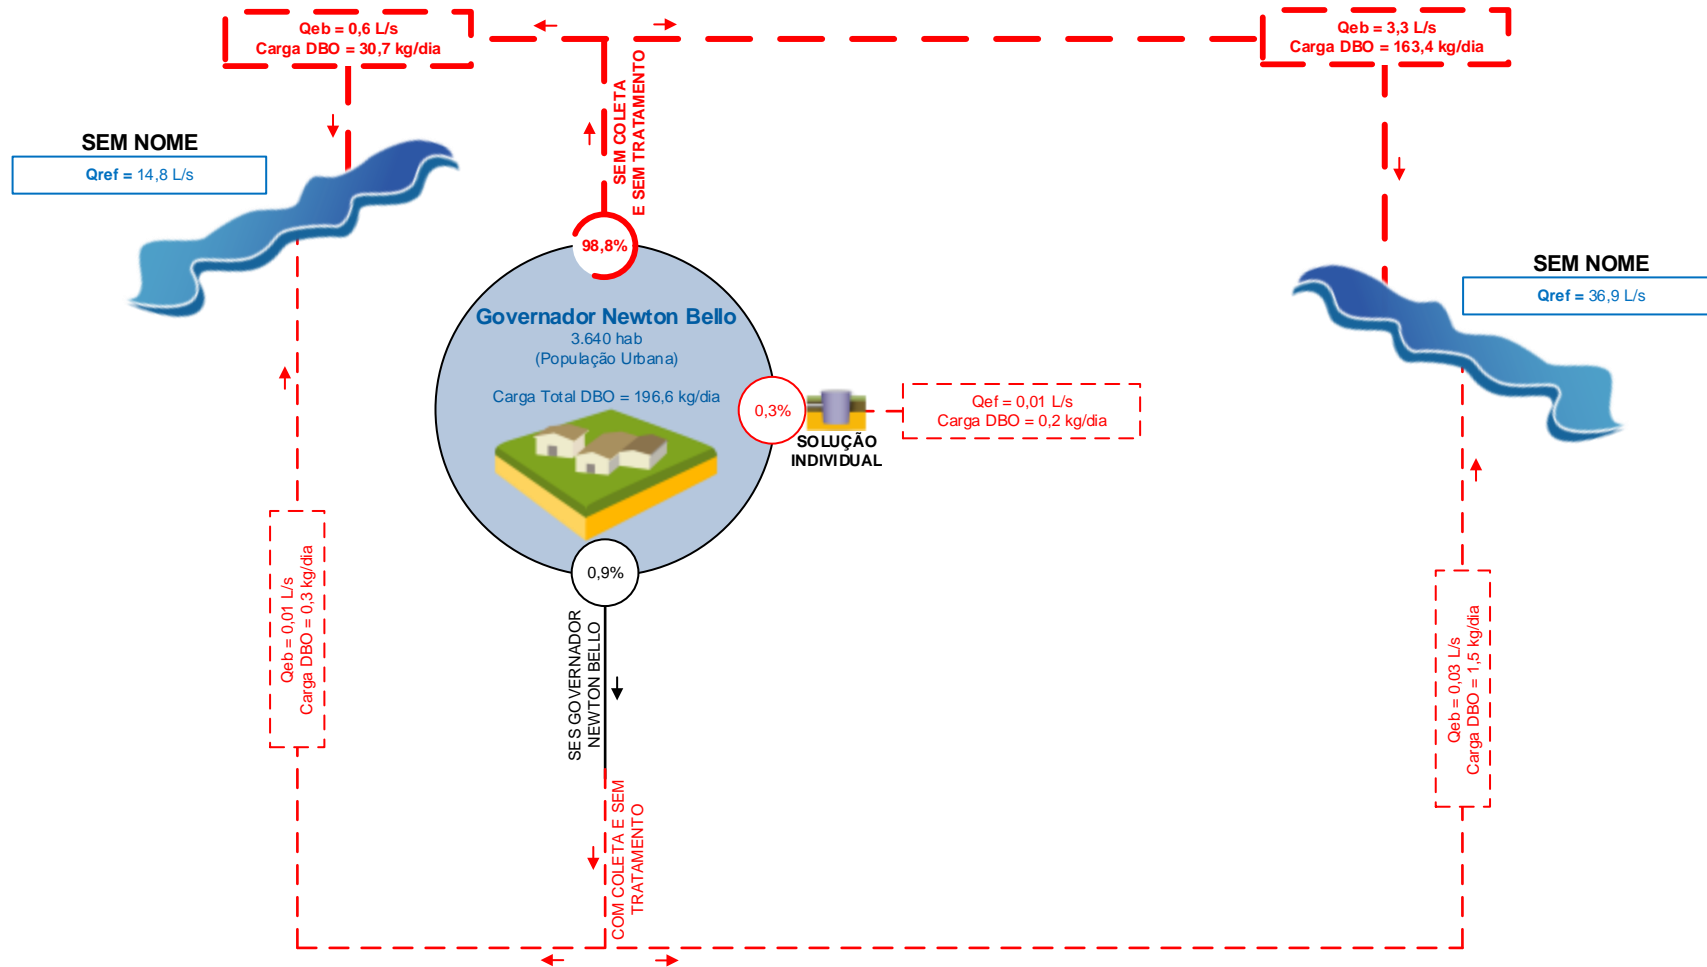 Qeb = 0,6 L/s
Carga DBO = 30,7 kg/dia
Qeb = 3,3 L/s
Carga DBO = 163,4 kg/dia
SEM COLETA
E SEM TRATAMENTO
SEM NOME
Qref = 14,8 L/s
98,8%
SEM NOME
Qref = 36,9 L/s
Governador Newton Bello
3.640 hab
(População Urbana)
Carga Total DBO = 196,6 kg/dia
0,3%
SOLUÇÃO
INDIVIDUAL
Qef = 0,01 L/s
Carga DBO = 0,2 kg/dia
0,9%
Qeb = 0,01 L/s
Carga DBO = 0,3 kg/dia
SES GOVERNADOR
NEWTON BELLO
Qeb = 0,03 L/s
Carga DBO = 1,5 kg/dia
COM COLETA E SEM
TRATAMENTO